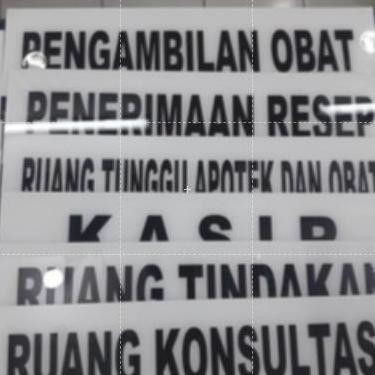 PENGAMBILAN OBAT
PENERIMAAN RESEP
RUANG TUNGGU APOTEK DAN OBAT
KASIR
RUANG TINDAKAN
RUANG KONSULTAS